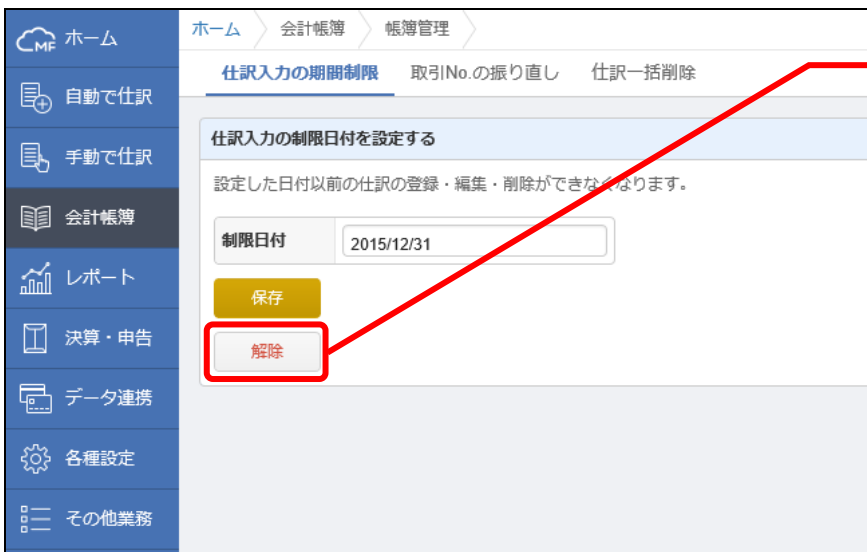 MF ホーム
自動で仕訳
手動で仕訳
会計帳簿
レポート
決算・申告
データ連携
各種設定
その他業務
ホーム 会計帳簿 帳簿管理
仕訳入力の期間制限 取引No.の振り直し 仕訳一括削除
仕訳入力の制限日付を設定する
設定した日付以前の仕訳の登録・編集・削除ができなくなります。
制限日付 2015/12/31
保存
解除